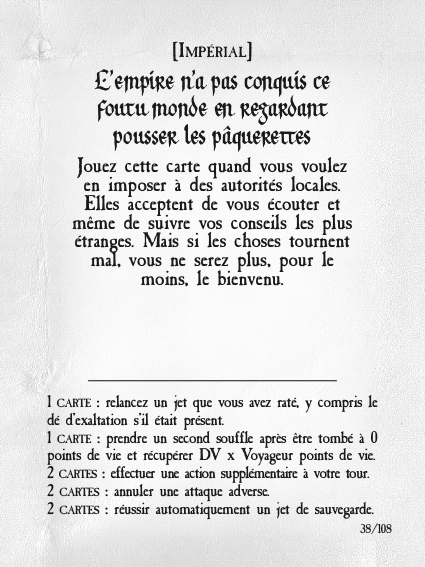 [Impérial]
L'empire n'a pas conquis ce
foutu monde en regardant
pousser les pâquerettes
Jouez cette carte quand vous voulez
en imposer à des autorités locales.
Elles acceptent de vous écouter et
même de suivre vos conseils les plus
étranges. Mais si les choses tournent
mal, vous ne serez plus, pour le
moins, le bienvenu.
1 carte : relancez un jet que vous avez raté, y compris le
dé d'exaltation s'il était présent.
1 carte : prendre un second souffle après être tombé à 0
points de vie et récupérer DV x Voyageur points de vie.
2 cartes : effectuer une action supplémentaire à votre tour.
2 cartes : annuler une attaque adverse.
2 cartes : réussir automatiquement un jet de sauvegarde.
38/108